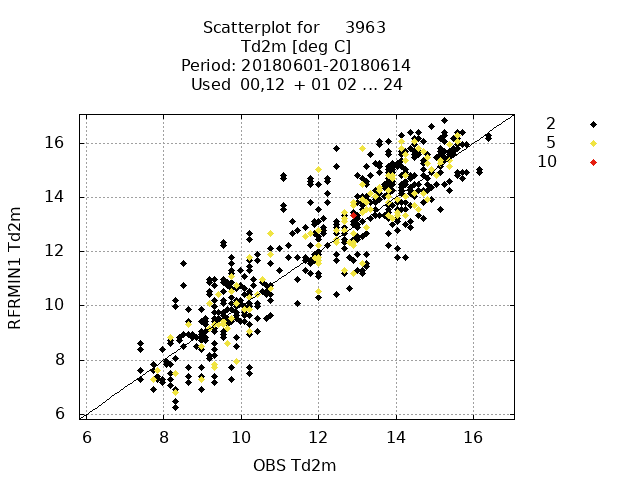 Scatterplot for 3963
Td2m [deg C]
Period: 20180601-20180614
Used 00,12 + 01 02 ... 24
2
5
10
16
14
12
10
8
6
RFRMIN1 Td2m
6 8 10 12 14 16
OBS Td2m